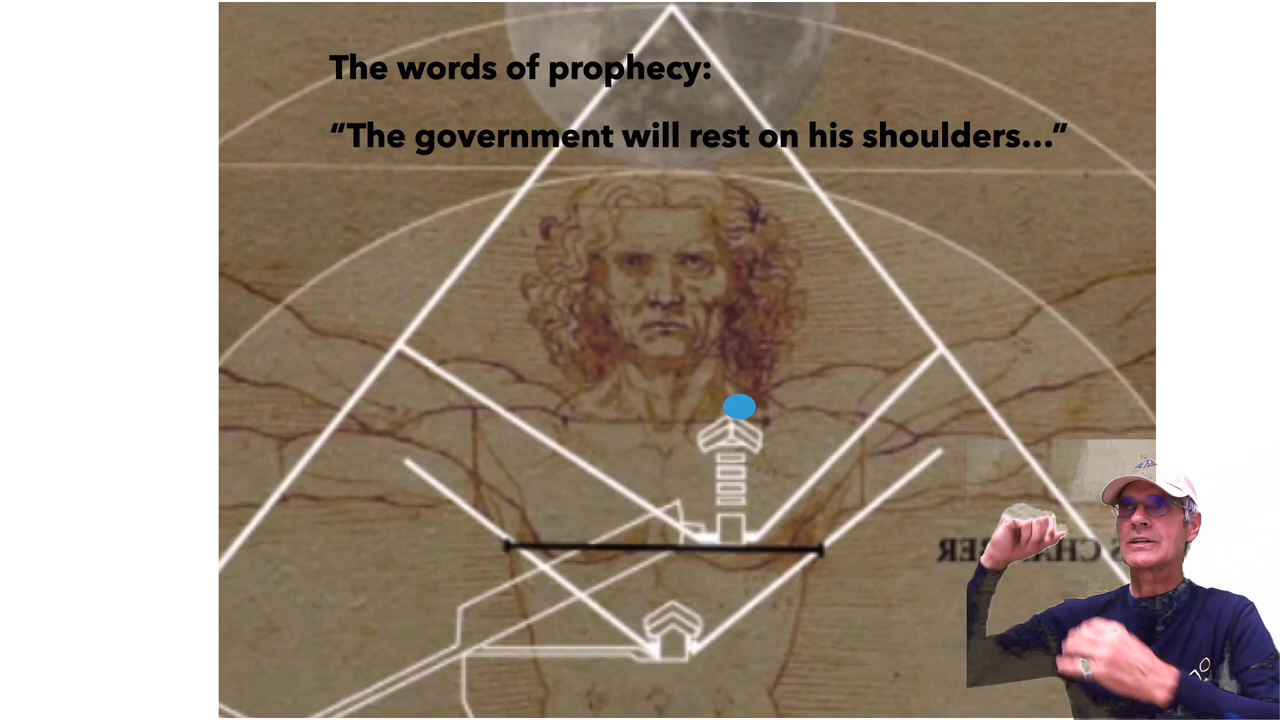 The words of prophecy:
“The government will rest on his shoulders...”